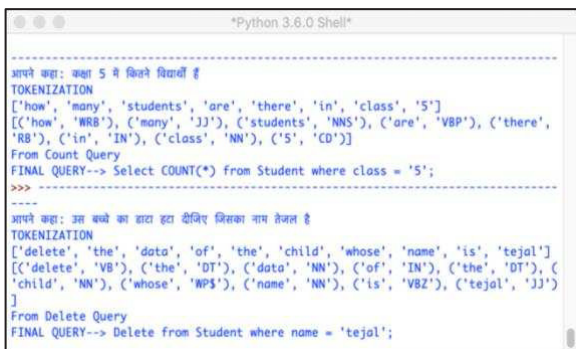 *Python 3.6.0 Shell*
--------------------------------------------------------------------------------
आपने कहा: कक्षा 5 में कितने विद्यार्थी हैं
TOKENIZATION
['how', 'many', 'students', 'are', 'there', 'in', 'class', '5']
[('how', 'WRB'), ('many', 'JJ'), ('students', 'NNS'), ('are', 'VBP'), ('there',
'RB'), ('in', 'IN'), ('class', 'NN'), ('5', 'CD')]
From Count Query
FINAL QUERY--> Select COUNT(*) from Student where class = '5';
>>> ----------------------------------------------------------------------------
----
आपने कहा: उस बच्चे का डाटा हटा दीजिए जिसका नाम तेजल है
TOKENIZATION
['delete', 'the', 'data', 'of', 'the', 'child', 'whose', 'name', 'is', 'tejal']
[('delete', 'VB'), ('the', 'DT'), ('data', 'NN'), ('of', 'IN'), ('the', 'DT'), (
'child', 'NN'), ('whose', 'WP$'), ('name', 'NN'), ('is', 'VBZ'), ('tejal', 'JJ')
]
From Delete Query
FINAL QUERY--> Delete from Student where name = 'tejal';